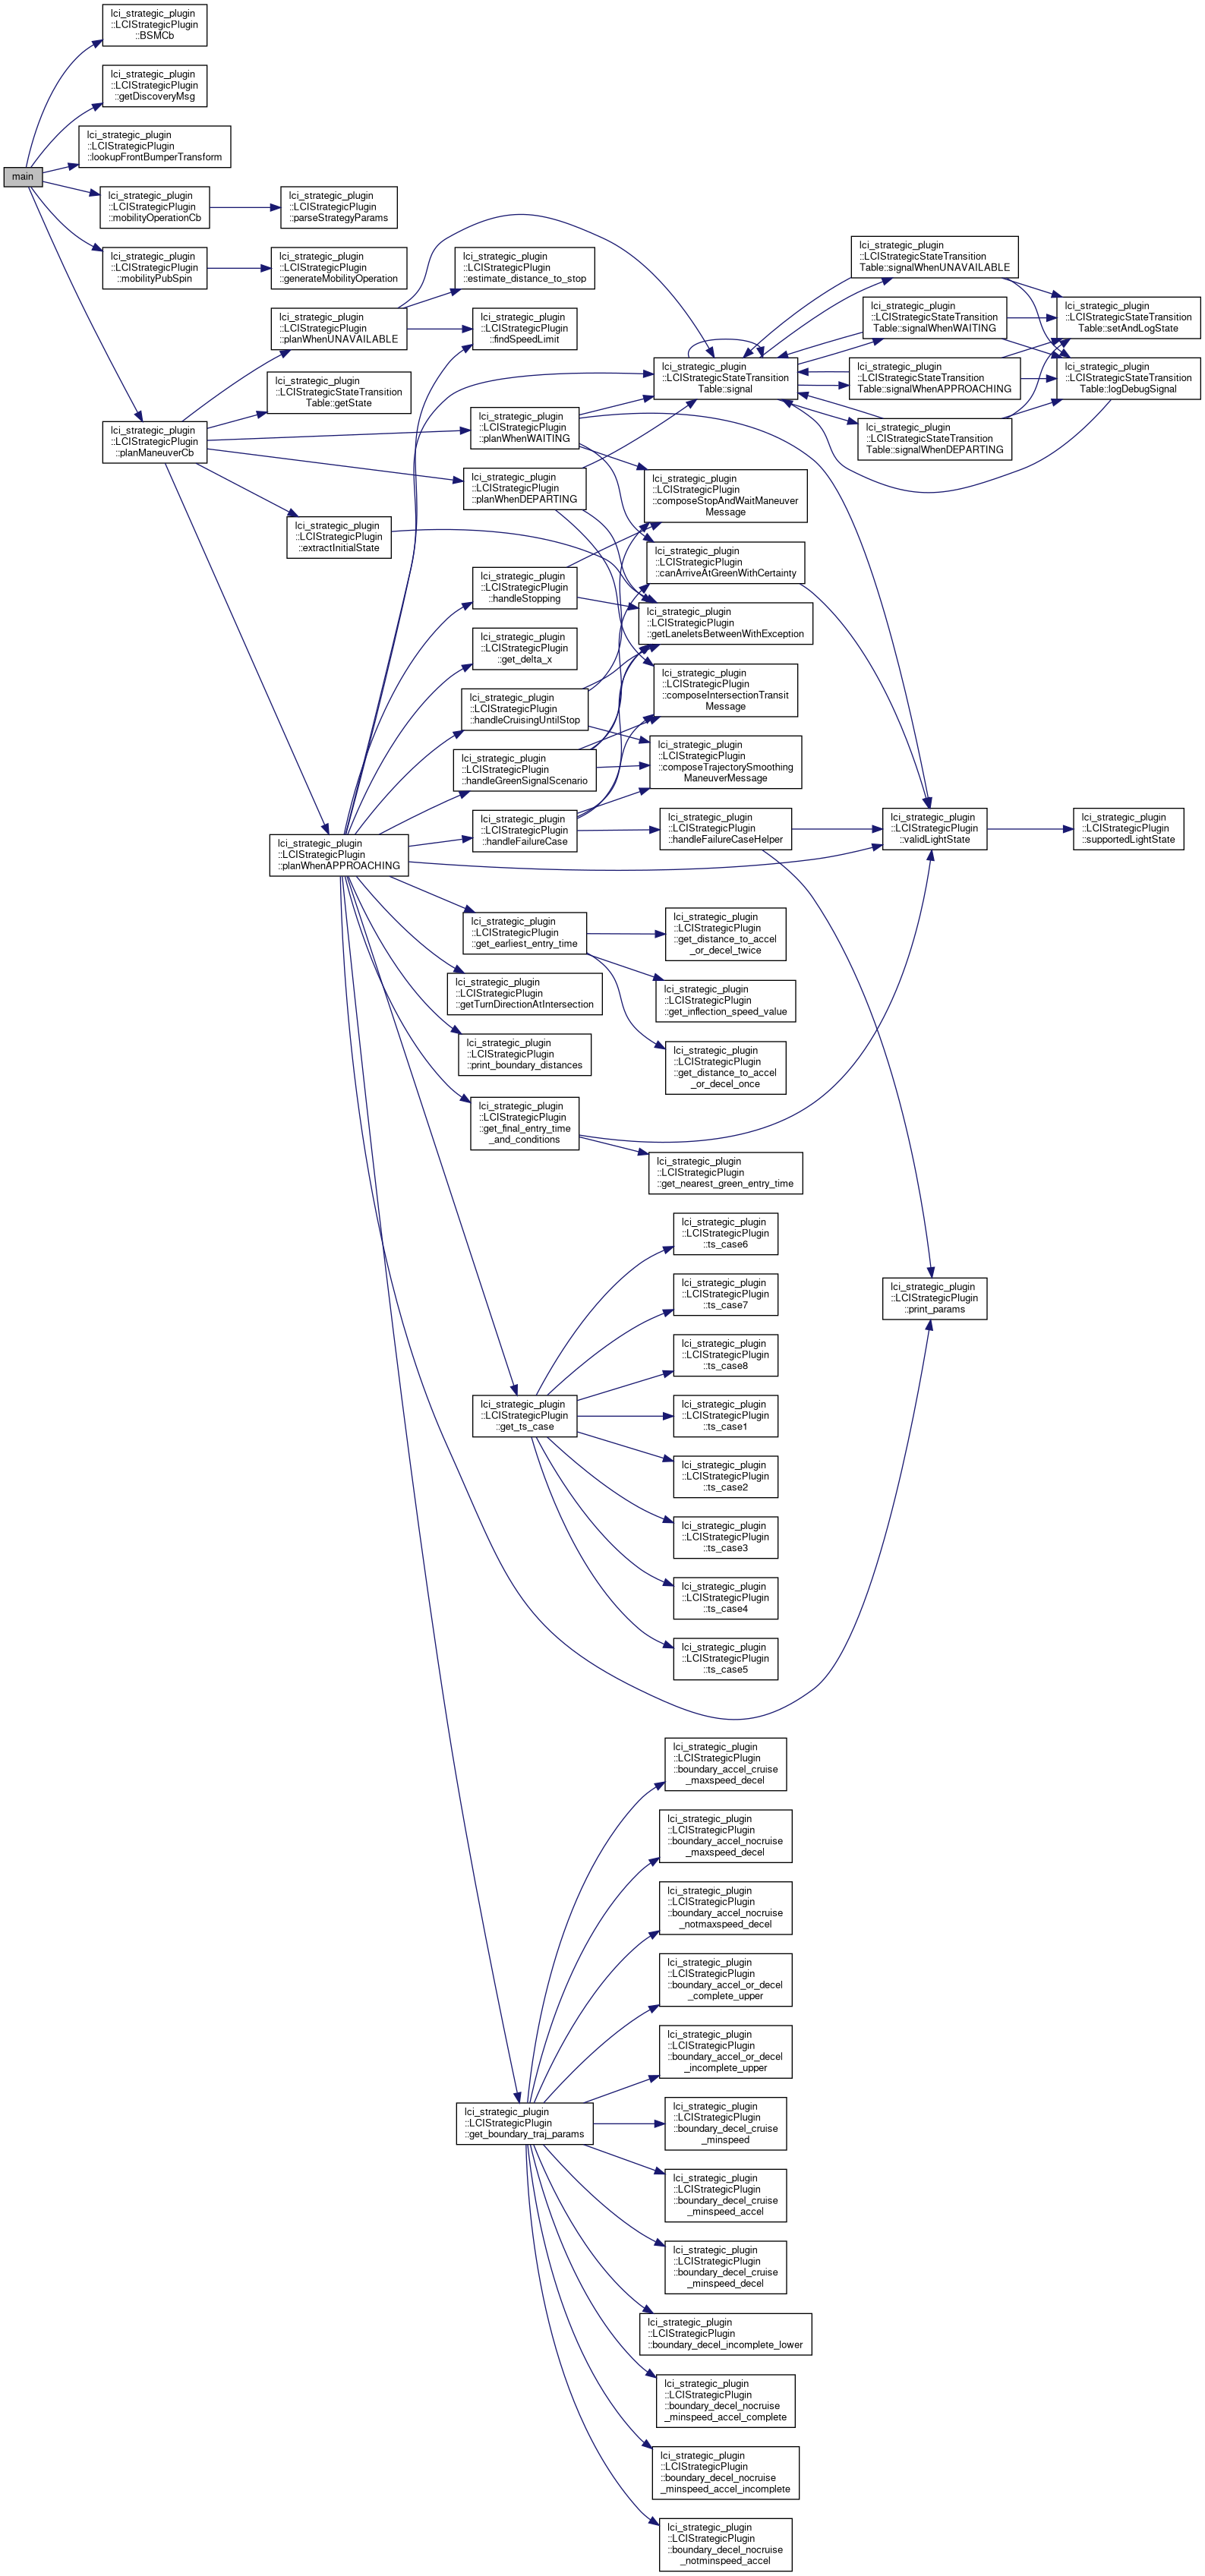 main
lci_strategic_plugin
::LCIStrategicPlugin
::BSMCb
lci_strategic_plugin
::LCIStrategicPlugin
::getDiscoveryMsg
lci_strategic_plugin
::LCIStrategicPlugin
::lookupFrontBumperTransform
lci_strategic_plugin
::LCIStrategicPlugin
::mobilityOperationCb
lci_strategic_plugin
::LCIStrategicPlugin
::mobilityPubSpin
lci_strategic_plugin
::LCIStrategicPlugin
::planManeuverCb
lci_strategic_plugin
::LCIStrategicPlugin
::parseStrategyParams
lci_strategic_plugin
::LCIStrategicPlugin
::generateMobilityOperation
lci_strategic_plugin
::LCIStrategicPlugin
::planWhenUNAVAILABLE
lci_strategic_plugin
::LCIStrategicStateTransition
Table::getState
lci_strategic_plugin
::LCIStrategicPlugin
::extractInitialState
lci_strategic_plugin
::LCIStrategicPlugin
::planWhenAPPROACHING
lci_strategic_plugin
::LCIStrategicPlugin
::estimate_distance_to_stop
lci_strategic_plugin
::LCIStrategicPlugin
::findSpeedLimit
lci_strategic_plugin
::LCIStrategicPlugin
::planWhenWAITING
lci_strategic_plugin
::LCIStrategicPlugin
::planWhenDEPARTING
lci_strategic_plugin
::LCIStrategicPlugin
::handleStopping
lci_strategic_plugin
::LCIStrategicPlugin
::get_delta_x
lci_strategic_plugin
::LCIStrategicPlugin
::handleCruisingUntilStop
lci_strategic_plugin
::LCIStrategicPlugin
::handleGreenSignalScenario
lci_strategic_plugin
::LCIStrategicPlugin
::handleFailureCase
lci_strategic_plugin
::LCIStrategicPlugin
::get_earliest_entry_time
lci_strategic_plugin
::LCIStrategicPlugin
::getTurnDirectionAtIntersection
lci_strategic_plugin
::LCIStrategicPlugin
::print_boundary_distances
lci_strategic_plugin
::LCIStrategicPlugin
::get_final_entry_time
_and_conditions
lci_strategic_plugin
::LCIStrategicPlugin
::get_ts_case
lci_strategic_plugin
::LCIStrategicPlugin
::get_boundary_traj_params
lci_strategic_plugin
::LCIStrategicStateTransition
Table::signal
lci_strategic_plugin
::LCIStrategicPlugin
::composeStopAndWaitManeuver
Message
lci_strategic_plugin
::LCIStrategicPlugin
::canArriveAtGreenWithCertainty
lci_strategic_plugin
::LCIStrategicPlugin
::getLaneletsBetweenWithException
lci_strategic_plugin
::LCIStrategicPlugin
::composeIntersectionTransit
Message
lci_strategic_plugin
::LCIStrategicPlugin
::composeTrajectorySmoothing
ManeuverMessage
lci_strategic_plugin
::LCIStrategicPlugin
::handleFailureCaseHelper
lci_strategic_plugin
::LCIStrategicPlugin
::get_distance_to_accel
_or_decel_twice
lci_strategic_plugin
::LCIStrategicPlugin
::get_inflection_speed_value
lci_strategic_plugin
::LCIStrategicPlugin
::get_distance_to_accel
_or_decel_once
lci_strategic_plugin
::LCIStrategicPlugin
::get_nearest_green_entry_time
lci_strategic_plugin
::LCIStrategicPlugin
::ts_case6
lci_strategic_plugin
::LCIStrategicPlugin
::ts_case7
lci_strategic_plugin
::LCIStrategicPlugin
::ts_case8
lci_strategic_plugin
::LCIStrategicPlugin
::ts_case1
lci_strategic_plugin
::LCIStrategicPlugin
::ts_case2
lci_strategic_plugin
::LCIStrategicPlugin
::ts_case3
lci_strategic_plugin
::LCIStrategicPlugin
::ts_case4
lci_strategic_plugin
::LCIStrategicPlugin
::ts_case5
lci_strategic_plugin
::LCIStrategicPlugin
::boundary_accel_cruise
_maxspeed_decel
lci_strategic_plugin
::LCIStrategicPlugin
::boundary_accel_nocruise
_maxspeed_decel
lci_strategic_plugin
::LCIStrategicPlugin
::boundary_accel_nocruise
_notmaxspeed_decel
lci_strategic_plugin
::LCIStrategicPlugin
::boundary_accel_or_decel
_complete_upper
lci_strategic_plugin
::LCIStrategicPlugin
::boundary_accel_or_decel
_incomplete_upper
lci_strategic_plugin
::LCIStrategicPlugin
::boundary_decel_cruise
_minspeed
lci_strategic_plugin
::LCIStrategicPlugin
::boundary_decel_cruise
_minspeed_accel
lci_strategic_plugin
::LCIStrategicPlugin
::boundary_decel_cruise
_minspeed_decel
lci_strategic_plugin
::LCIStrategicPlugin
::boundary_decel_incomplete_lower
lci_strategic_plugin
::LCIStrategicPlugin
::boundary_decel_nocruise
_minspeed_accel_complete
lci_strategic_plugin
::LCIStrategicPlugin
::boundary_decel_nocruise
_minspeed_accel_incomplete
lci_strategic_plugin
::LCIStrategicPlugin
::boundary_decel_nocruise
_notminspeed_accel
lci_strategic_plugin
::LCIStrategicStateTransition
Table::signalWhenUNAVAILABLE
lci_strategic_plugin
::LCIStrategicStateTransition
Table::signalWhenWAITING
lci_strategic_plugin
::LCIStrategicStateTransition
Table::signalWhenAPPROACHING
lci_strategic_plugin
::LCIStrategicStateTransition
Table::signalWhenDEPARTING
lci_strategic_plugin
::LCIStrategicPlugin
::validLightState
lci_strategic_plugin
::LCIStrategicPlugin
::print_params
lci_strategic_plugin
::LCIStrategicStateTransition
Table::setAndLogState
lci_strategic_plugin
::LCIStrategicStateTransition
Table::logDebugSignal
lci_strategic_plugin
::LCIStrategicPlugin
::supportedLightState